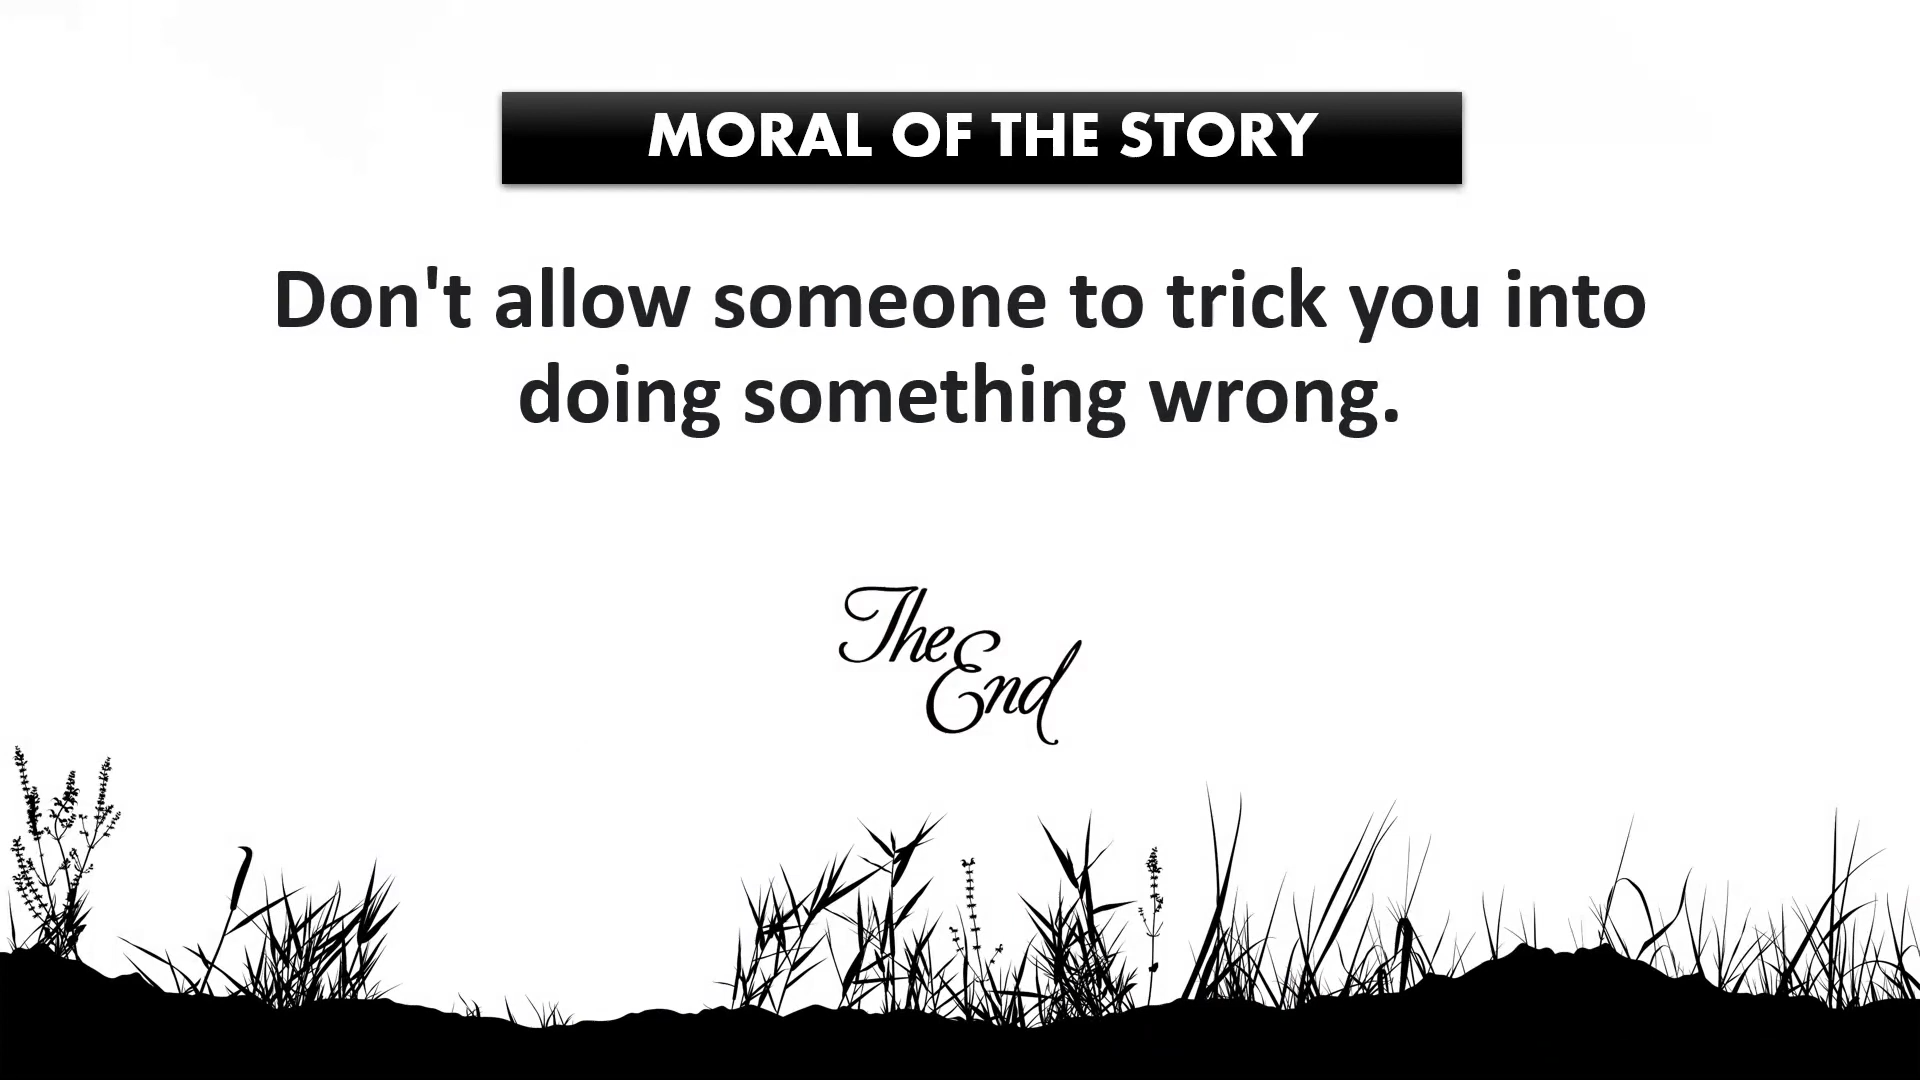 MORAL OF THE STORY
Don't allow someone to trick you into
doing something wrong.
The
End